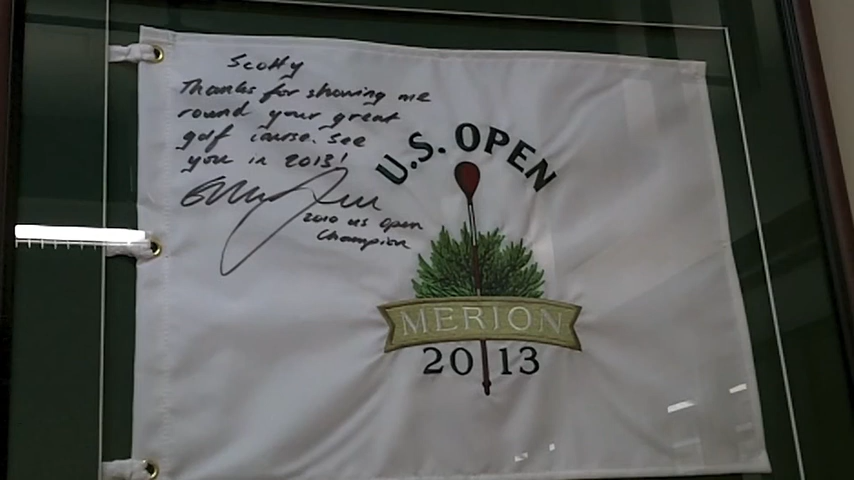 Scotty
Thanks for showing me
round your great
golf course. See
you in 2013!
2010 US Open
Champion
U.S. OPEN
MERION
2013